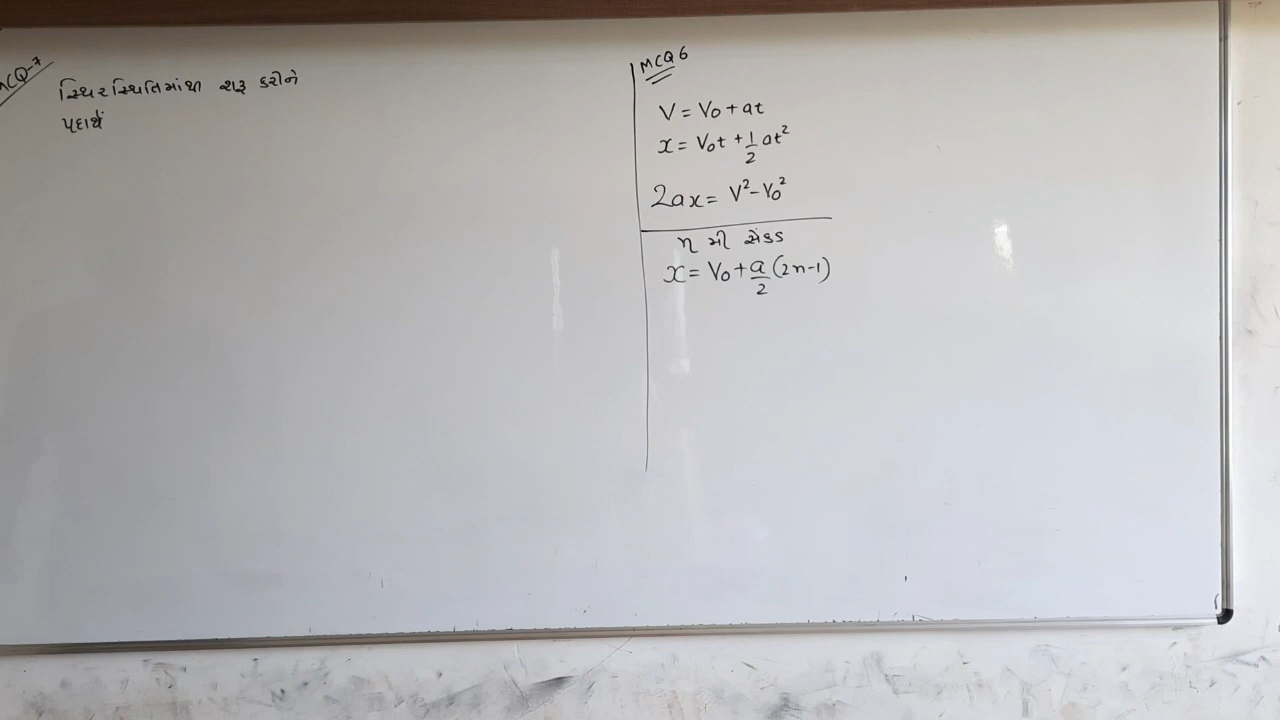 MCQ-7
સ્થિર સ્થિતિમાંથી શરૂ કરીને
પદાર્થ
MCQ 6
V = V₀ + at
x = V₀t + 1/2 at²
2ax = V² - V₀²
n મી સેકંડ
x = V₀ + a/2 (2n-1)